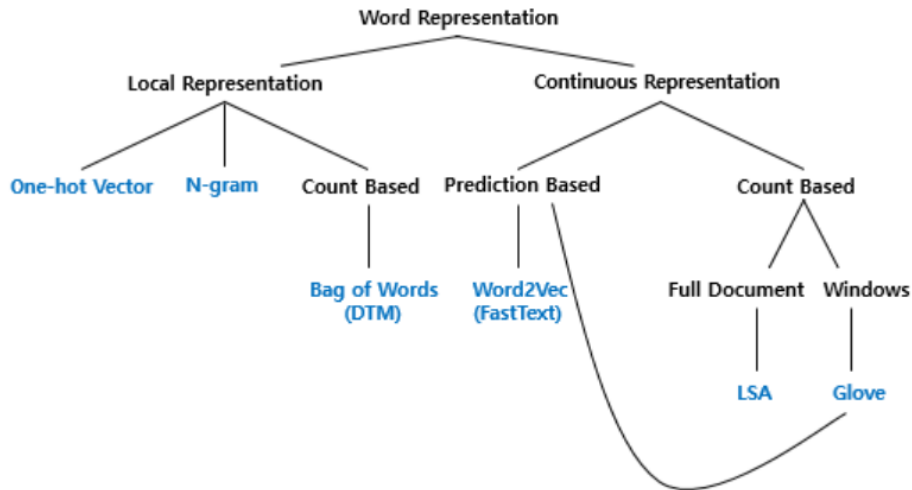 Word Representation
Local Representation
Continuous Representation
One-hot Vector
N-gram
Count Based
Prediction Based
Count Based
Bag of Words
(DTM)
Word2Vec
(FastText)
Full Document
Windows
LSA
Glove